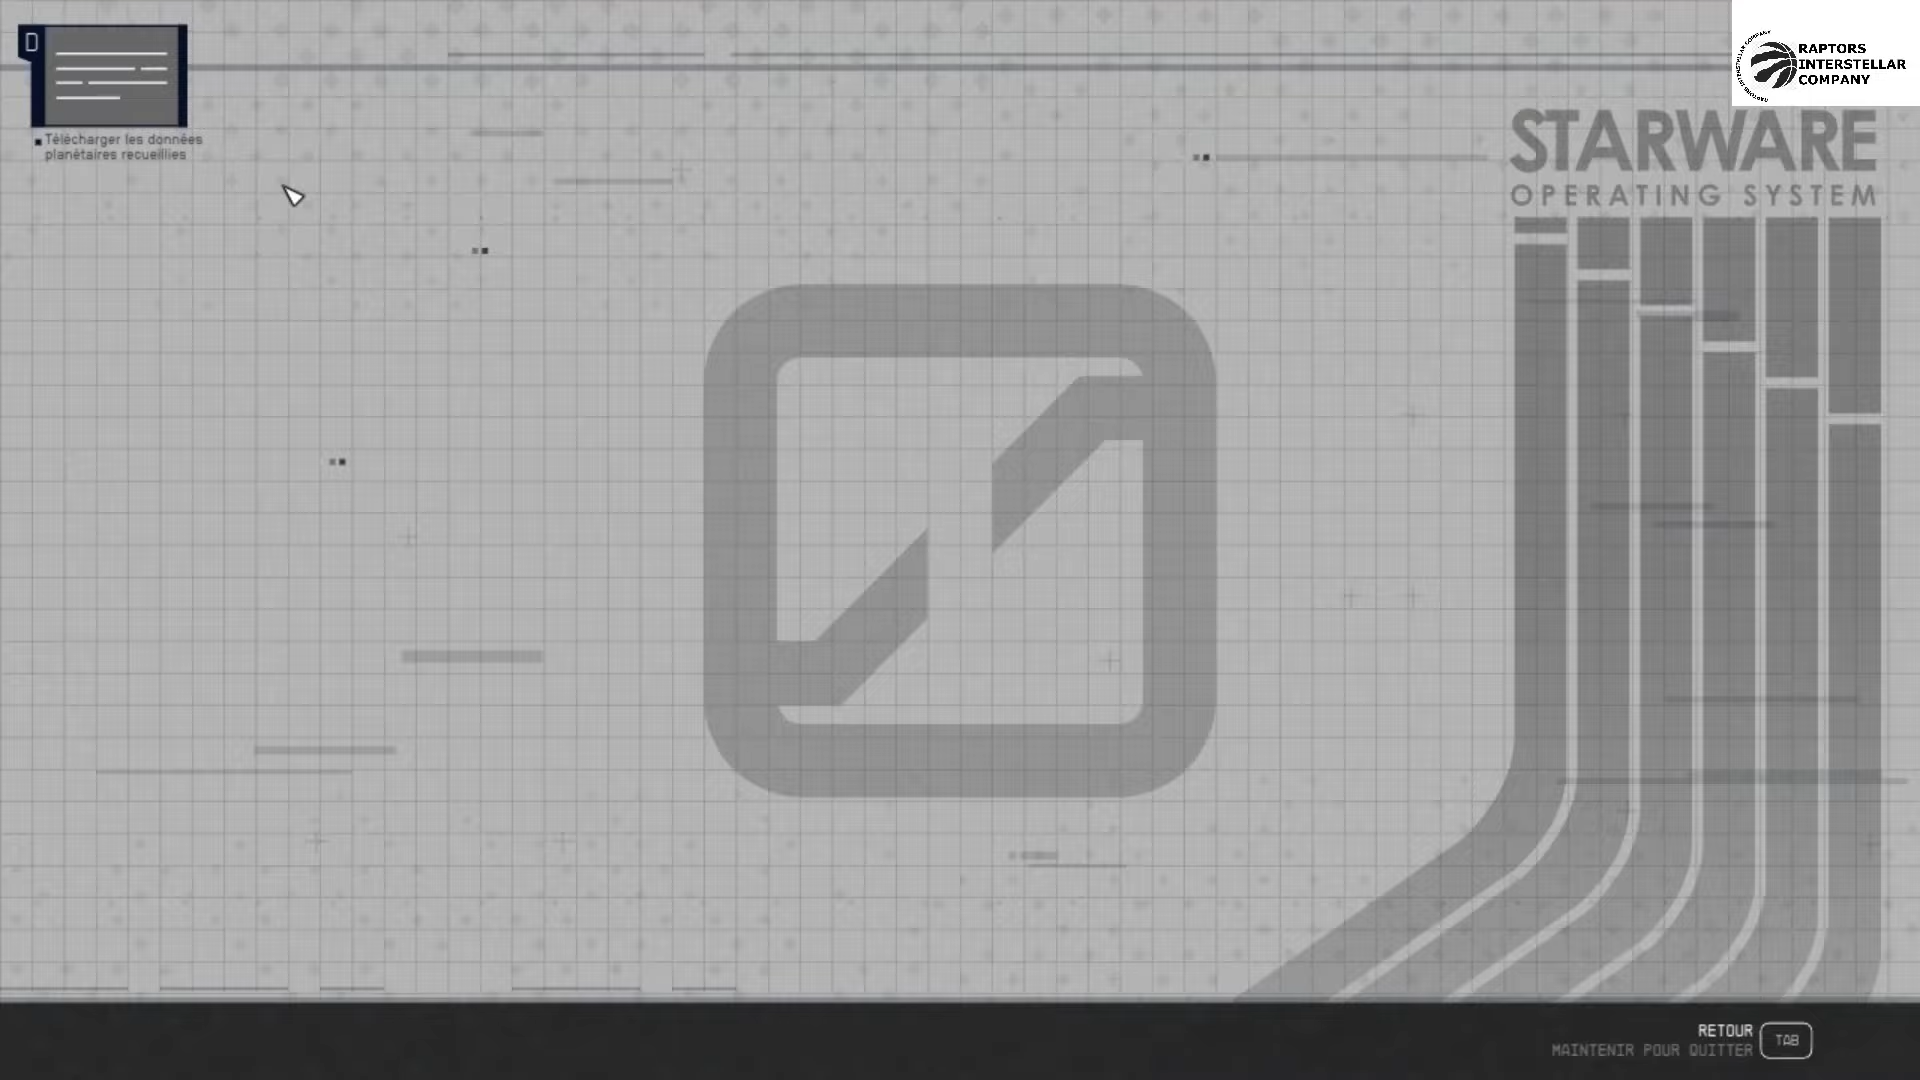 D
Télécharger les données
planétaires recueillies
RAPTORS
INTERSTELLAR
COMPANY
STARWARE
OPERATING SYSTEM
RETOUR
TAB
MAINTENIR POUR QUITTER